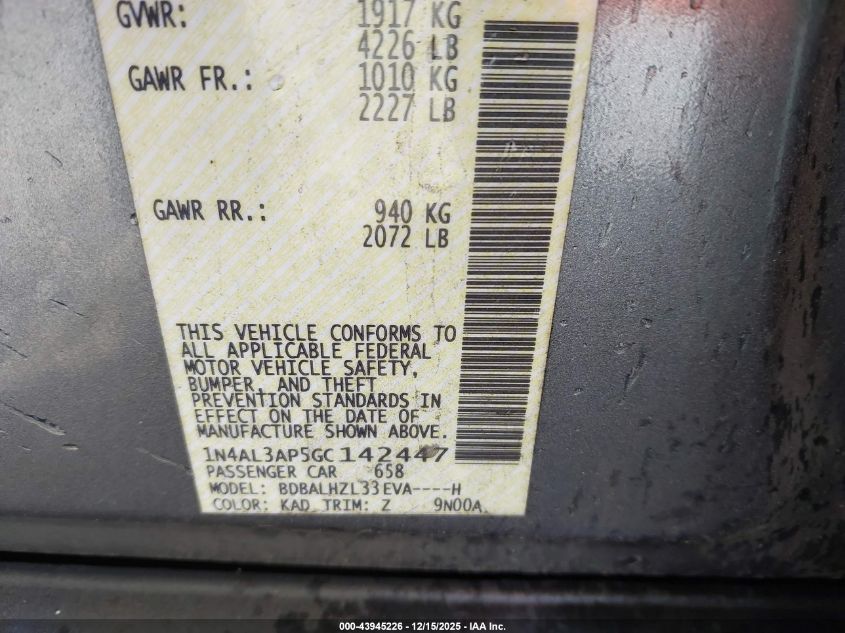 GVWR: 1917 KG
4226 LB
GAWR FR.: 1010 KG
2227 LB
GAWR RR.: 940 KG
2072 LB
THIS VEHICLE CONFORMS TO
ALL APPLICABLE FEDERAL
MOTOR VEHICLE SAFETY,
BUMPER, AND THEFT
PREVENTION STANDARDS IN
EFFECT ON THE DATE OF
MANUFACTURE SHOWN ABOVE.
1N4AL3AP5GC142447
PASSENGER CAR 658
MODEL: BDBALHZL33EVA----H
COLOR: KAD TRIM: Z 9N00A
000-43945226 - 12/15/2025 - IAA Inc.